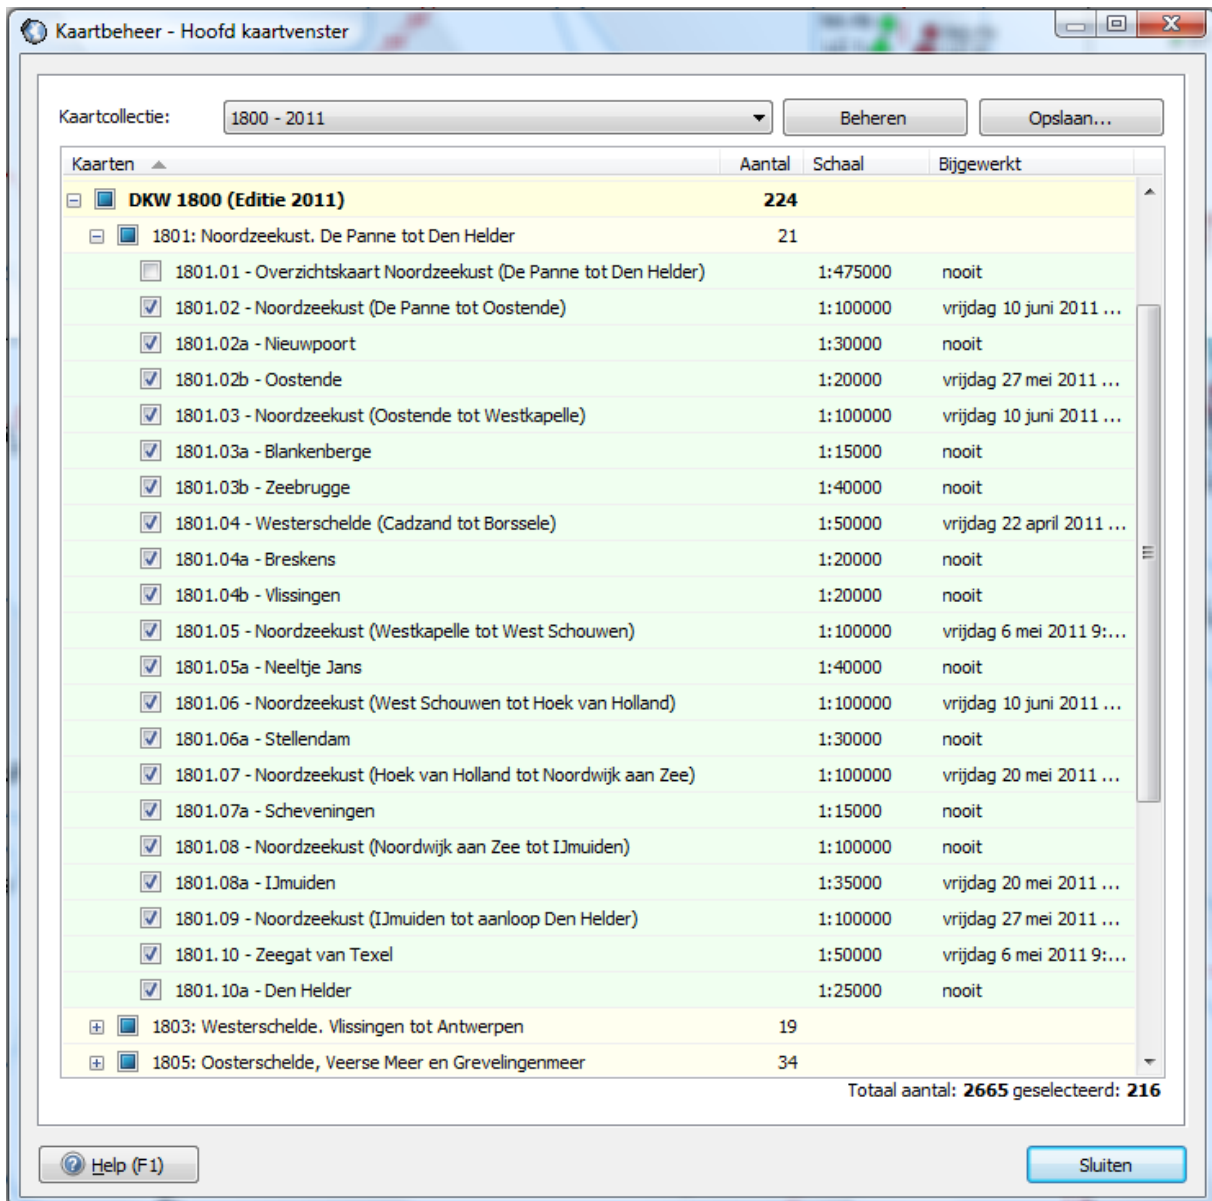 Kaartbeheer - Hoofd kaartvenster
Kaartcollectie: 1800 - 2011 Beheren Opslaan...
Kaarten Aantal Schaal Bijgewerkt
DKW 1800 (Editie 2011) 224
1801: Noordzeekust. De Panne tot Den Helder 21
1801.01 - Overzichtskaart Noordzeekust (De Panne tot Den Helder) 1:475000 nooit
1801.02 - Noordzeekust (De Panne tot Oostende) 1:100000 vrijdag 10 juni 2011 ...
1801.02a - Nieuwpoort 1:30000 nooit
1801.02b - Oostende 1:20000 vrijdag 27 mei 2011 ...
1801.03 - Noordzeekust (Oostende tot Westkapelle) 1:100000 vrijdag 10 juni 2011 ...
1801.03a - Blankenberge 1:15000 nooit
1801.03b - Zeebrugge 1:40000 nooit
1801.04 - Westerschelde (Cadzand tot Borssele) 1:50000 vrijdag 22 april 2011 ...
1801.04a - Breskens 1:20000 nooit
1801.04b - Vlissingen 1:20000 nooit
1801.05 - Noordzeekust (Westkapelle tot West Schouwen) 1:100000 vrijdag 6 mei 2011 9:...
1801.05a - Neeltje Jans 1:40000 nooit
1801.06 - Noordzeekust (West Schouwen tot Hoek van Holland) 1:100000 vrijdag 10 juni 2011 ...
1801.06a - Stellendam 1:30000 nooit
1801.07 - Noordzeekust (Hoek van Holland tot Noordwijk aan Zee) 1:100000 vrijdag 20 mei 2011 ...
1801.07a - Scheveningen 1:15000 nooit
1801.08 - Noordzeekust (Noordwijk aan Zee tot IJmuiden) 1:100000 nooit
1801.08a - IJmuiden 1:35000 vrijdag 20 mei 2011 ...
1801.09 - Noordzeekust (IJmuiden tot aanloop Den Helder) 1:100000 vrijdag 27 mei 2011 ...
1801.10 - Zeegat van Texel 1:50000 vrijdag 6 mei 2011 9:...
1801.10a - Den Helder 1:25000 nooit
1803: Westerschelde. Vlissingen tot Antwerpen 19
1805: Oosterschelde, Veerse Meer en Grevelingenmeer 34
Totaal aantal: 2665 geselecteerd: 216
Help (F1) Sluiten